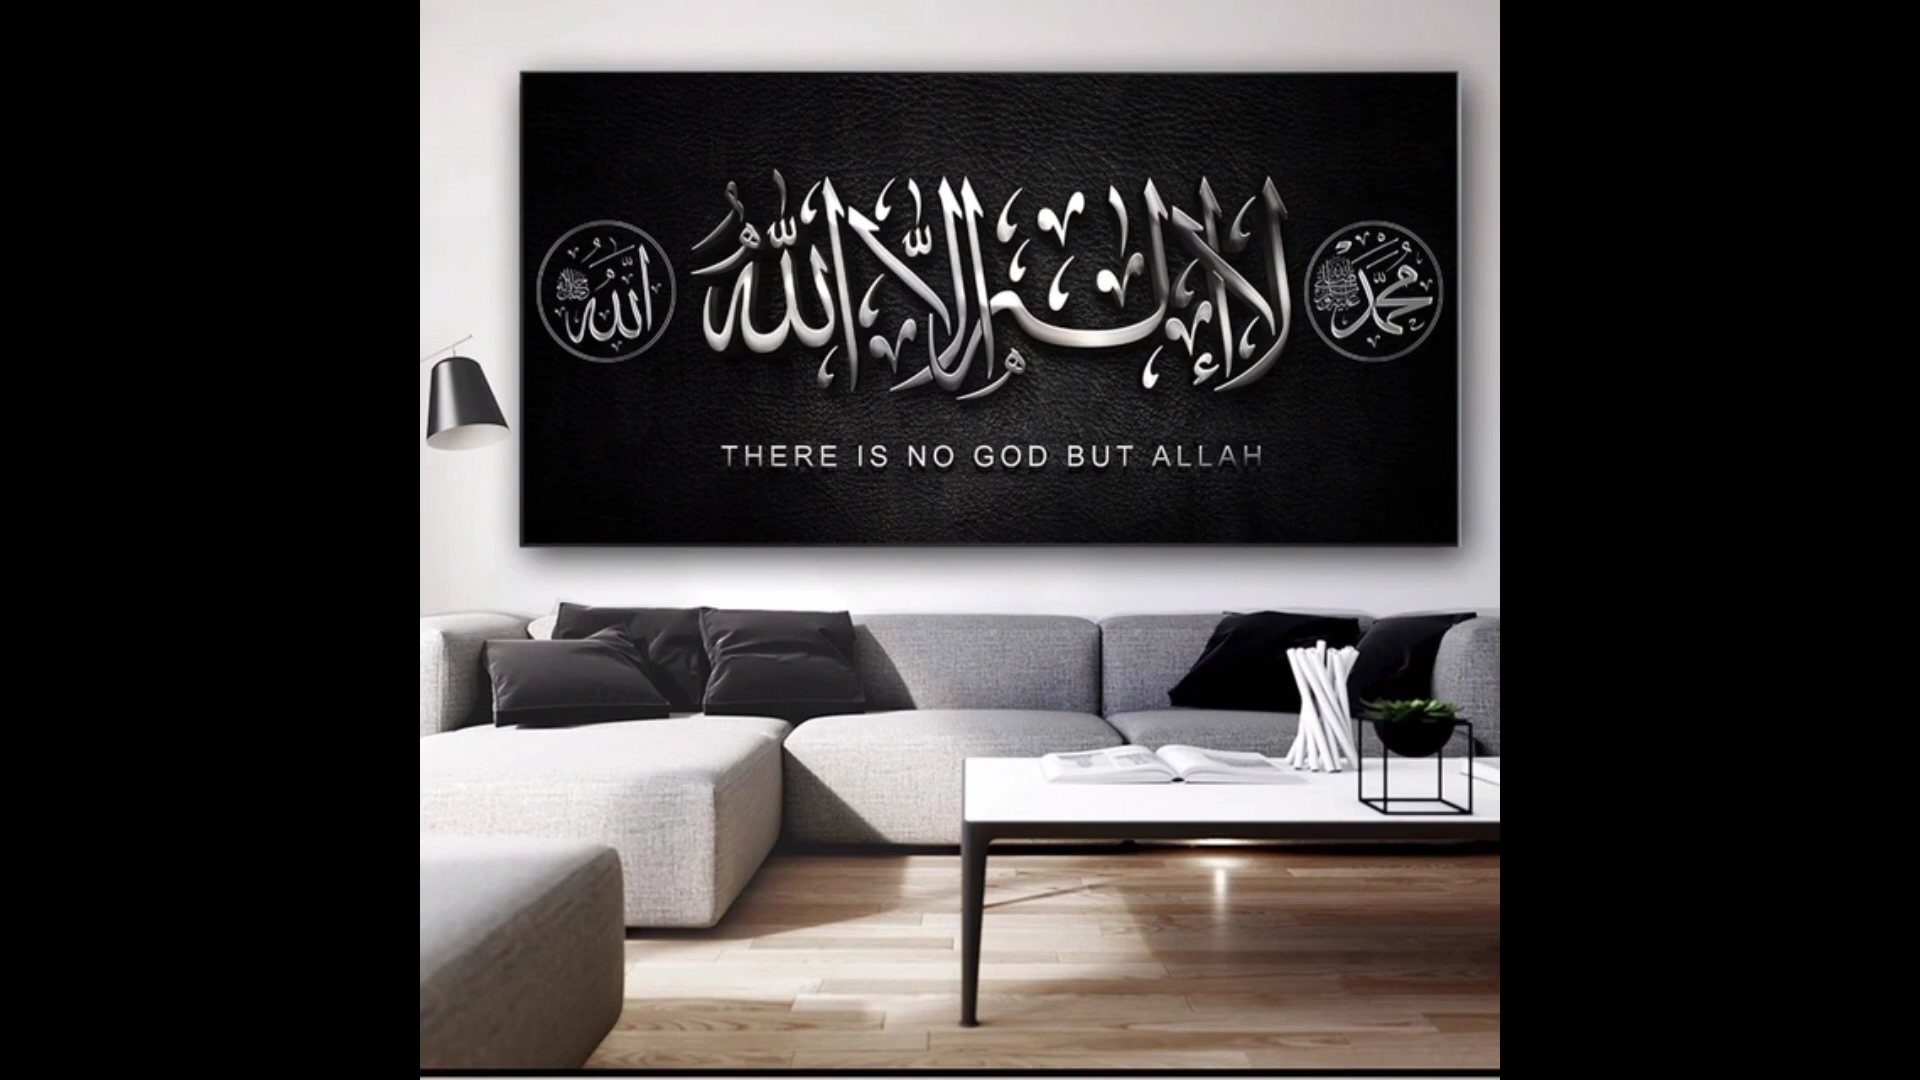 لا إله إلا الله
محمد
الله
THERE IS NO GOD BUT ALLAH